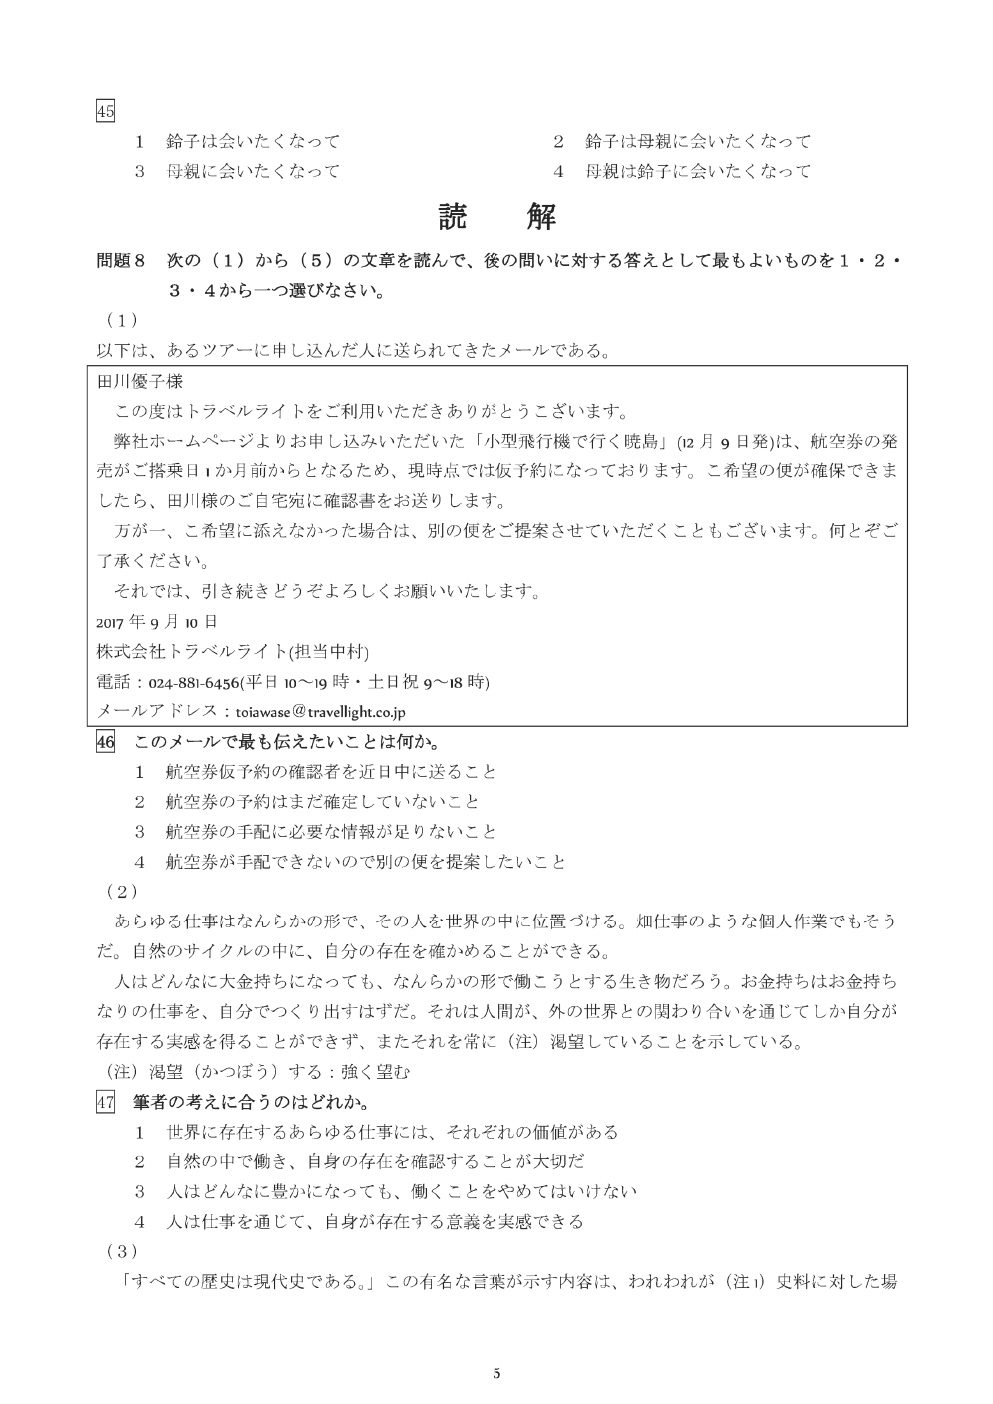 45
1 鈴子は会いたくなって 2 鈴子は母親に会いたくなって
3 母親に会いたくなって 4 母親は鈴子に会いたくなって
読 解
問題８ 次の（１）から（５）の文章を読んで、後の問いに対する答えとして最もよいものを１・２・
３・４から一つ選びなさい。
（１）
以下は、あるツアーに申し込んだ人に送られてきたメールである。
田川優子様
この度はトラベルライトをご利用いただきありがとうこざいます。
弊社ホームページよりお申し込みいただいた「小型飛行機で行く暁島」(12 月 9 日発)は、航空券の発
売がご搭乗日 1 か月前からとなるため、現時点では仮予約になっております。こ希望の便が確保できま
したら、田川様のご自宅宛に確認書をお送りします。
万が一、こ希望に添えなかった場合は、別の便をご提案させていただくこともございます。何とぞご
了承ください。
それでは、引き続きどうぞよろしくお願いいたします。
2017 年 9 月 10 日
株式会社トラベルライト(担当中村)
電話：024-881-6456(平日 10～19 時・土日祝 9～18 時)
メールアドレス：toiawase＠travellight.co.jp
46 このメールで最も伝えたいことは何か。
1 航空券仮予約の確認者を近日中に送ること
2 航空券の予約はまだ確定していないこと
3 航空券の手配に必要な情報が足りないこと
4 航空券が手配できないので別の便を提案したいこと
（２）
あらゆる仕事はなんらかの形で、その人を世界の中に位置づける。畑仕事のような個人作業でもそう
だ。自然のサイクルの中に、自分の存在を確かめることができる。
人はどんなに大金持ちになっても、なんらかの形で働こうとする生き物だろう。お金持ちはお金持ち
なりの仕事を、自分でつくり出すはずだ。それは人間が、外の世界との関わり合いを通じてしか自分が
存在する実感を得ることができず、またそれを常に（注）渇望していることを示している。
（注）渇望（かつぼう）する：強く望む
47 筆者の考えに合うのはどれか。
1 世界に存在するあらゆる仕事には、それぞれの価値がある
2 自然の中で働き、自身の存在を確認することが大切だ
3 人はどんなに豊かになっても、働くことをやめてはいけない
4 人は仕事を通じて、自身が存在する意義を実感できる
（３）
「すべての歴史は現代史である。」この有名な言葉が示す内容は、われわれが（注 1）史料に対した場
5